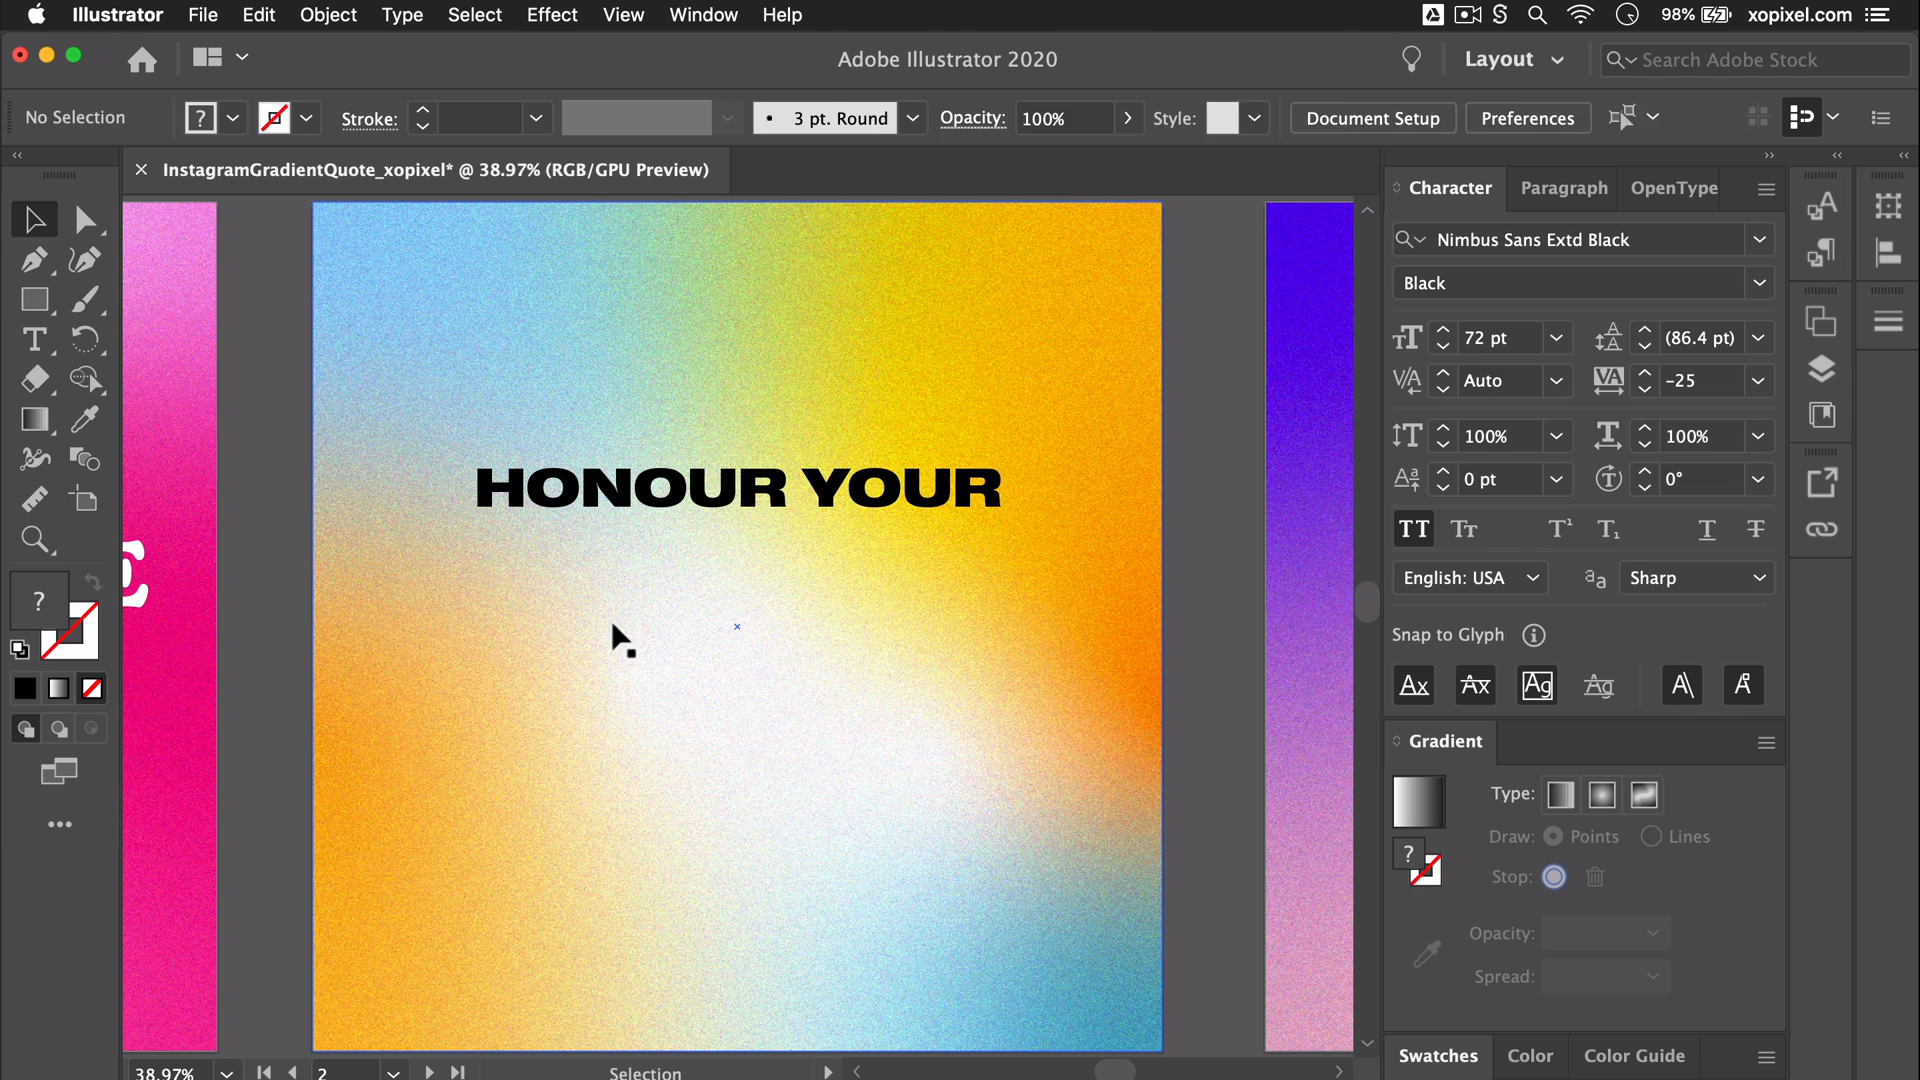 Illustrator File Edit Object Type Select Effect View Window Help 98% xopixel.com
Adobe Illustrator 2020 Layout Search Adobe Stock
No Selection ? Stroke: 3 pt. Round Opacity: 100% Style: Document Setup Preferences
InstagramGradientQuote_xopixel* @ 38.97% (RGB/GPU Preview)
Character Paragraph OpenType
Nimbus Sans Extd Black
Black
72 pt (86.4 pt)
Auto -25
100% 100%
0 pt 0°
English: USA Sharp
Snap to Glyph
HONOUR YOUR
E
?
Gradient
Type:
Draw: Points Lines
?
Stop:
Opacity:
Spread:
Swatches Color Color Guide
38.97% 2 Selection